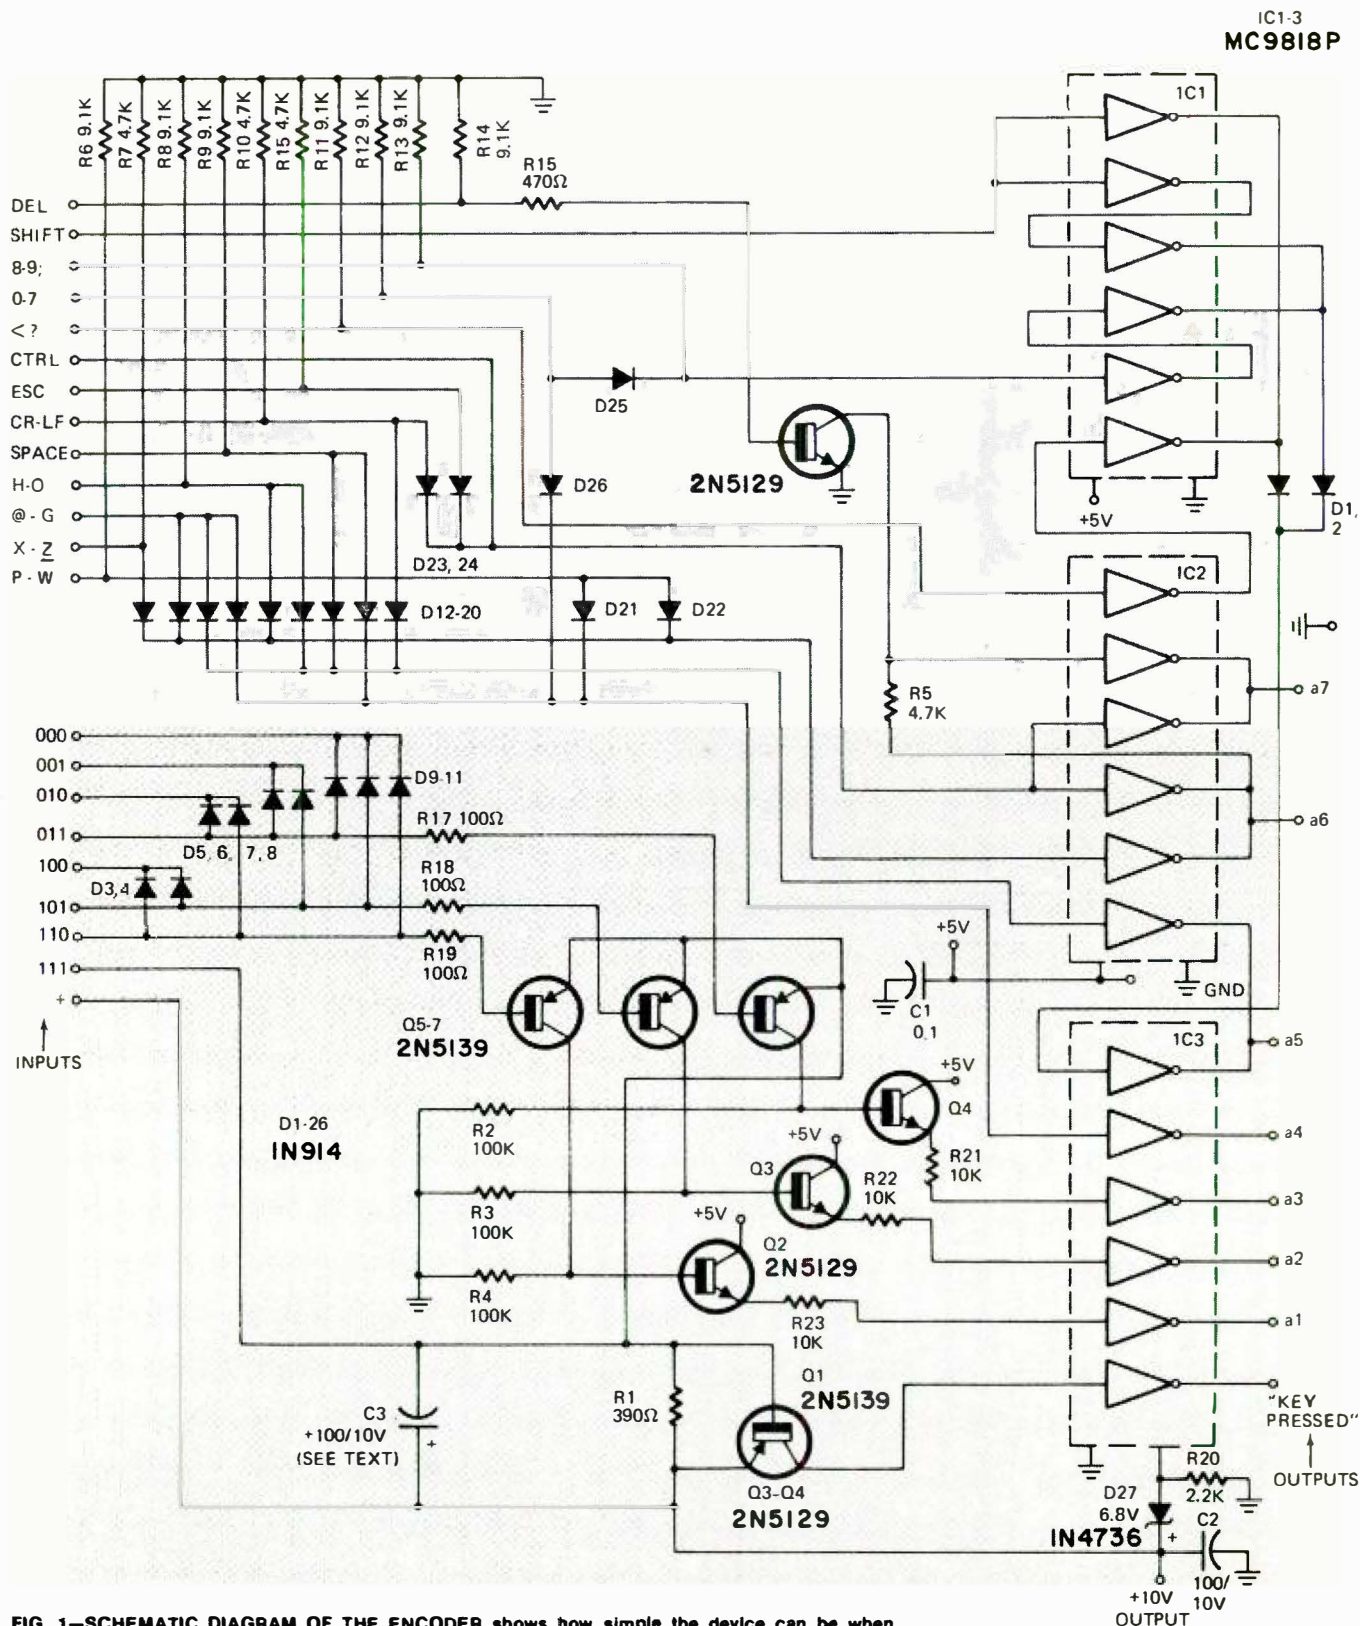 IC1-3
MC9818P
1C1
R6 9.1K
R7 4.7K
R8 9.1K
R9 9.1K
R10 4.7K
R15 4.7K
R11 9.1K
R12 9.1K
R13 9.1K
R14
9.1K
R15
470Ω
DEL
SHIFT
8-9;
0-7
<?
CTRL
ESC
CR-LF
SPACE
H-O
@-G
X-Z
P-W
D25
2N5129
D26
D23, 24
D12-20
D21
D22
+5V
D1,
2
1C2
a7
R5
4.7K
a6
000
001
010
011
100
101
110
111
+
INPUTS
D9-11
D5, 6, 7, 8
D3,4
R17 100Ω
R18
100Ω
R19
100Ω
+5V
C1
0.1
GND
Q5-7
2N5139
1C3
a5
D1-26
1N914
R2
100K
+5V
Q4
a4
R21
10K
+5V
Q3
R22
10K
a3
R3
100K
+5V
Q2
2N5129
a2
R4
100K
R23
10K
a1
Q1
2N5139
R1
390Ω
C3
+100/10V
(SEE TEXT)
+
"KEY
PRESSED"
OUTPUTS
Q3-Q4
2N5129
R20
2.2K
D27
6.8V
1N4736
+
C2
100/
10V
+10V
OUTPUT
FIG. 1—SCHEMATIC DIAGRAM OF THE ENCODER shows how simple the device can be when